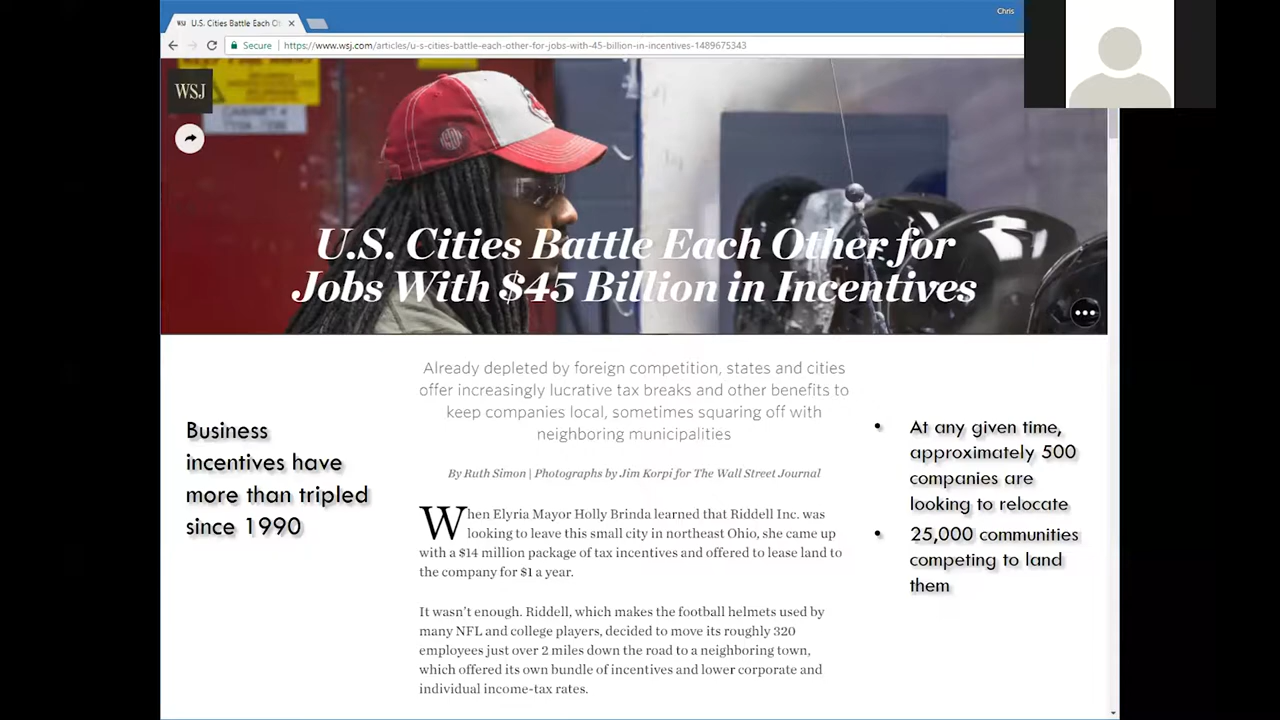 Chris
WSJ U.S. Cities Battle Each Ot
Secure https://www.wsj.com/articles/u-s-cities-battle-each-other-for-jobs-with-45-billion-in-incentives-1489675343
WSJ
U.S. Cities Battle Each Other for
Jobs With $45 Billion in Incentives
Already depleted by foreign competition, states and cities
offer increasingly lucrative tax breaks and other benefits to
keep companies local, sometimes squaring off with
neighboring municipalities
By Ruth Simon | Photographs by Jim Korpi for The Wall Street Journal
When Elyria Mayor Holly Brinda learned that Riddell Inc. was
looking to leave this small city in northeast Ohio, she came up
with a $14 million package of tax incentives and offered to lease land to
the company for $1 a year.
It wasn't enough. Riddell, which makes the football helmets used by
many NFL and college players, decided to move its roughly 320
employees just over 2 miles down the road to a neighboring town,
which offered its own bundle of incentives and lower corporate and
individual income-tax rates.
Business
incentives have
more than tripled
since 1990
• At any given time,
approximately 500
companies are
looking to relocate
• 25,000 communities
competing to land
them